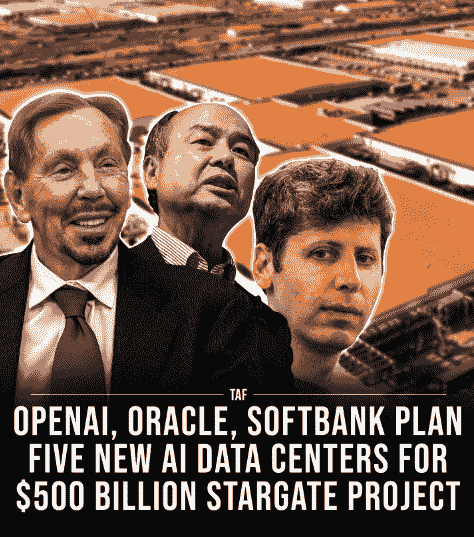 TAF
OPENAI, ORACLE, SOFTBANK PLAN
FIVE NEW AI DATA CENTERS FOR
$500 BILLION STARGATE PROJECT